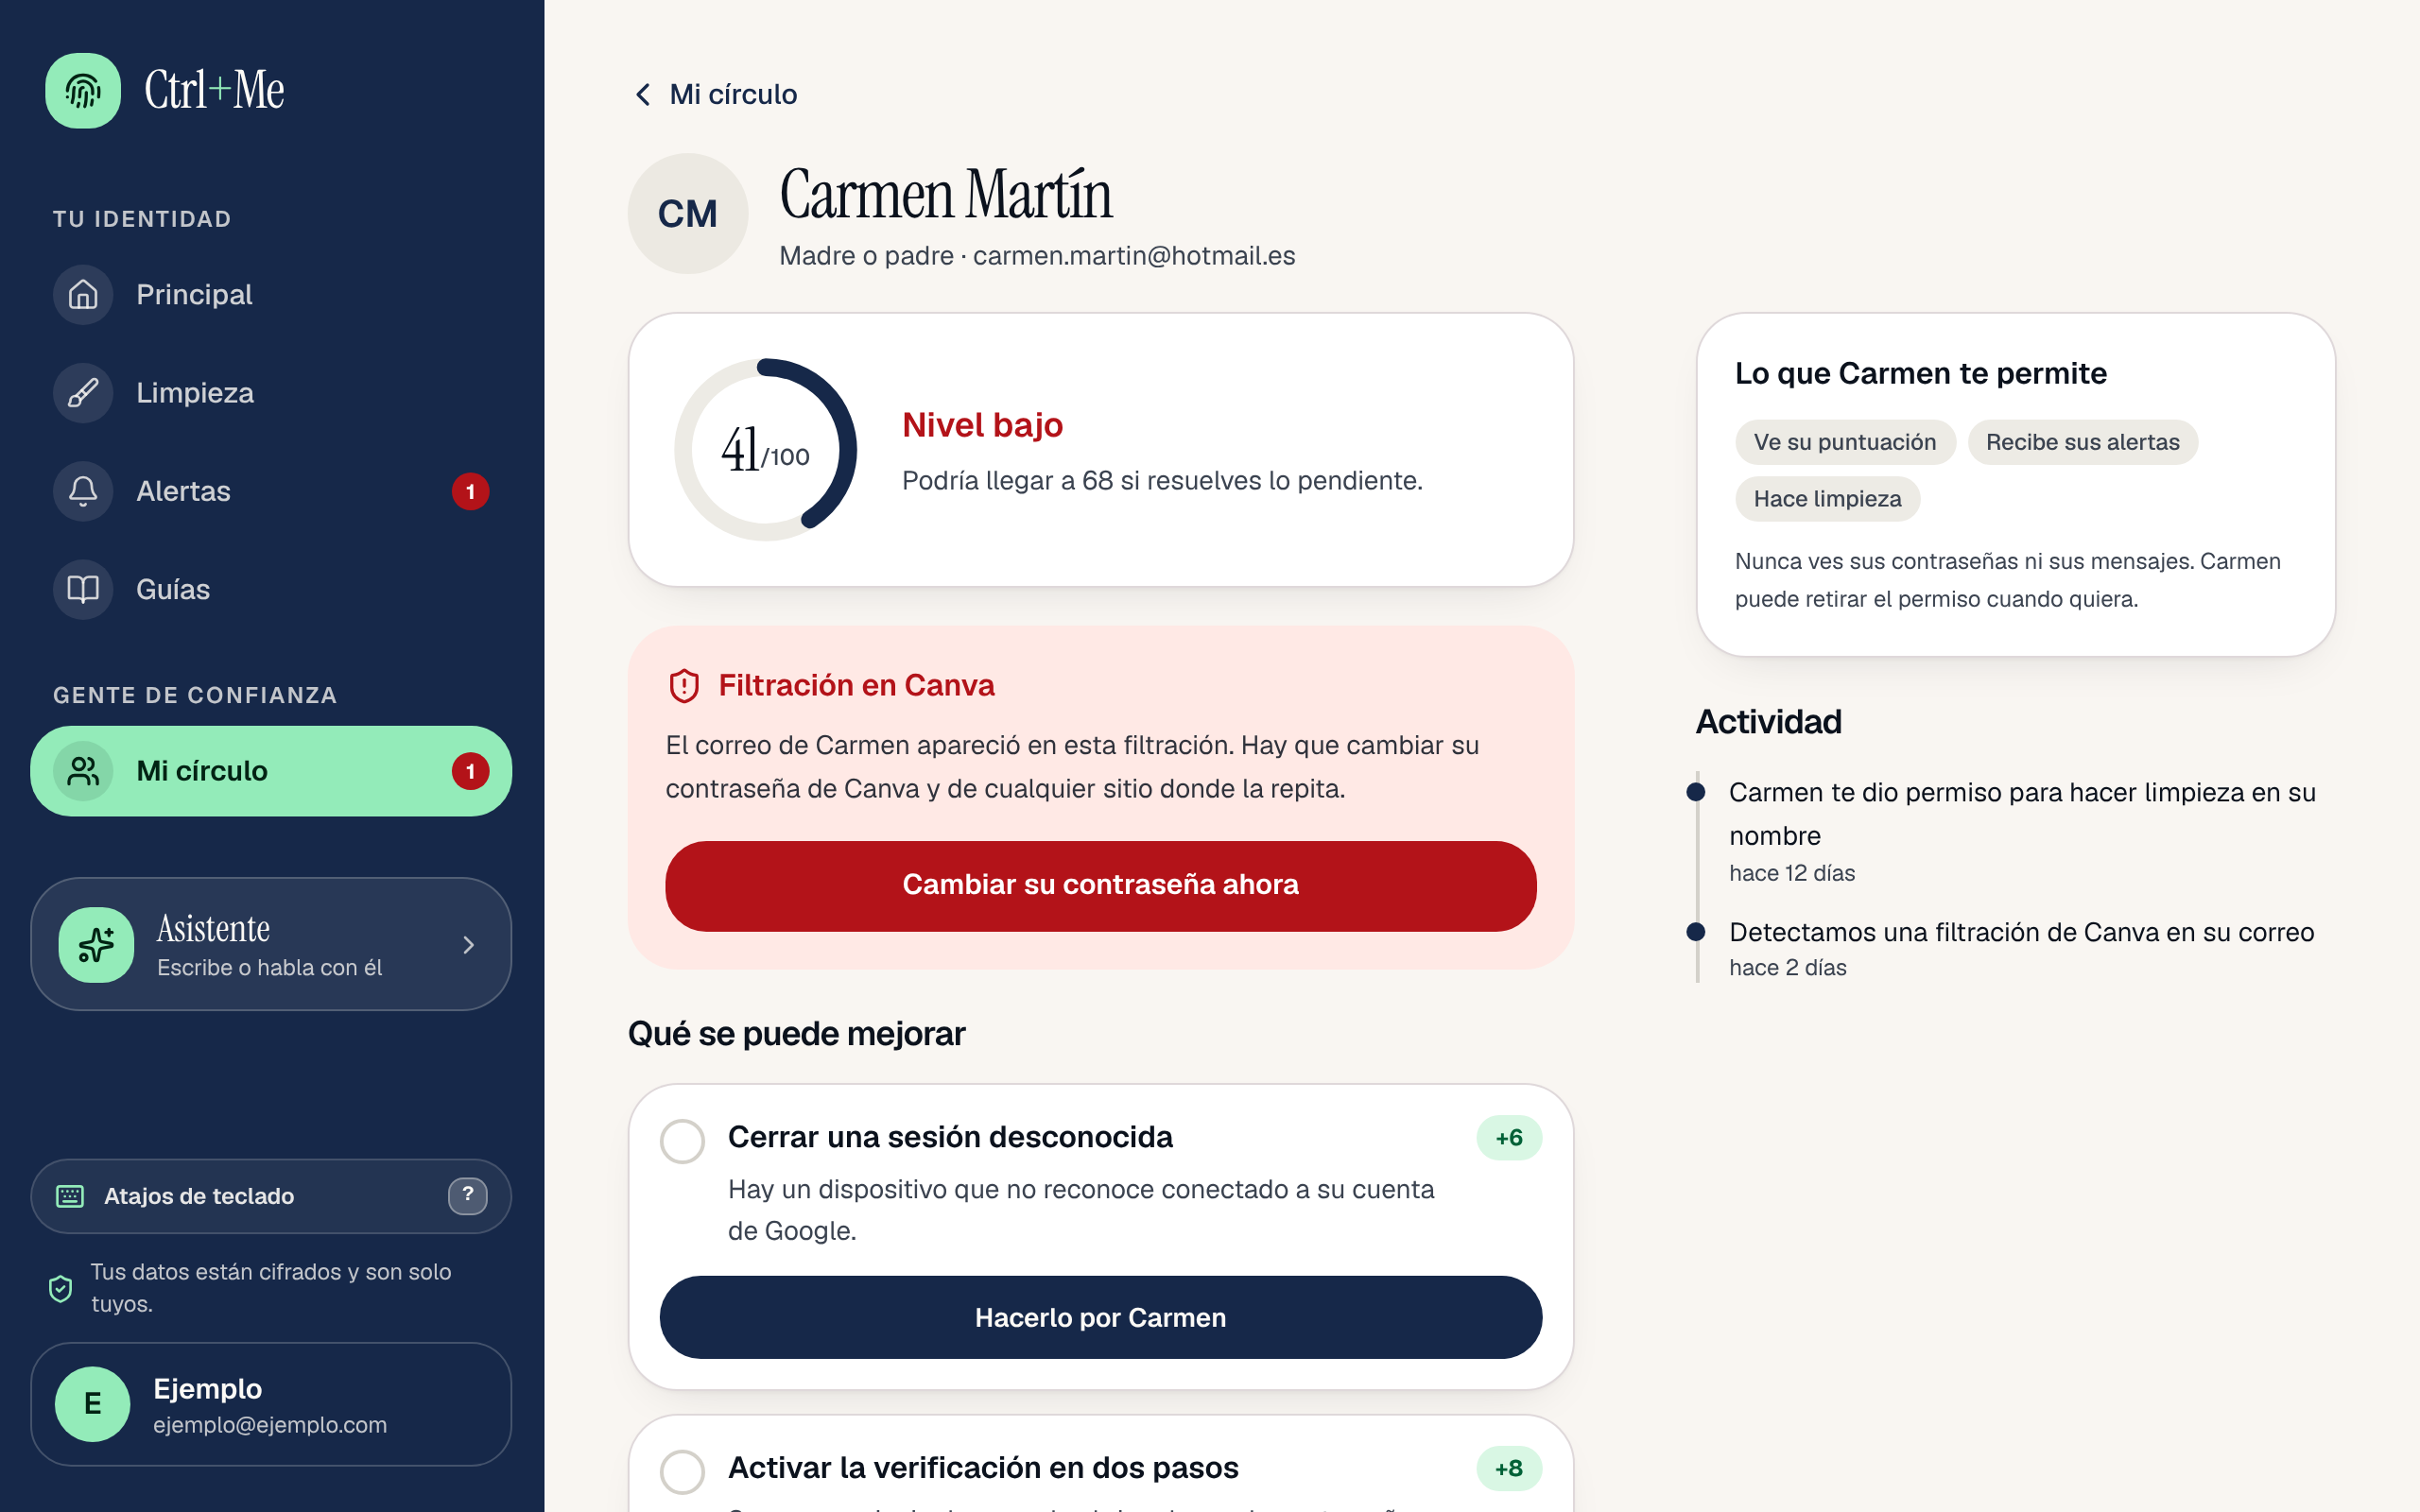 Ctrl+Me
TU IDENTIDAD
Principal
Limpieza
Alertas
1
Guías
GENTE DE CONFIANZA
Mi círculo
1
Asistente
Escribe o habla con él
Atajos de teclado
?
Tus datos están cifrados y son solo
tuyos.
E
Ejemplo
ejemplo@ejemplo.com
Mi círculo
CM
Carmen Martín
Madre o padre · carmen.martin@hotmail.es
41/100
Nivel bajo
Podría llegar a 68 si resuelves lo pendiente.
Filtración en Canva
El correo de Carmen apareció en esta filtración. Hay que cambiar su
contraseña de Canva y de cualquier sitio donde la repita.
Cambiar su contraseña ahora
Qué se puede mejorar
Cerrar una sesión desconocida
+6
Hay un dispositivo que no reconoce conectado a su cuenta
de Google.
Hacerlo por Carmen
Activar la verificación en dos pasos
+8
Lo que Carmen te permite
Ve su puntuación
Recibe sus alertas
Hace limpieza
Nunca ves sus contraseñas ni sus mensajes. Carmen
puede retirar el permiso cuando quiera.
Actividad
Carmen te dio permiso para hacer limpieza en su
nombre
hace 12 días
Detectamos una filtración de Canva en su correo
hace 2 días